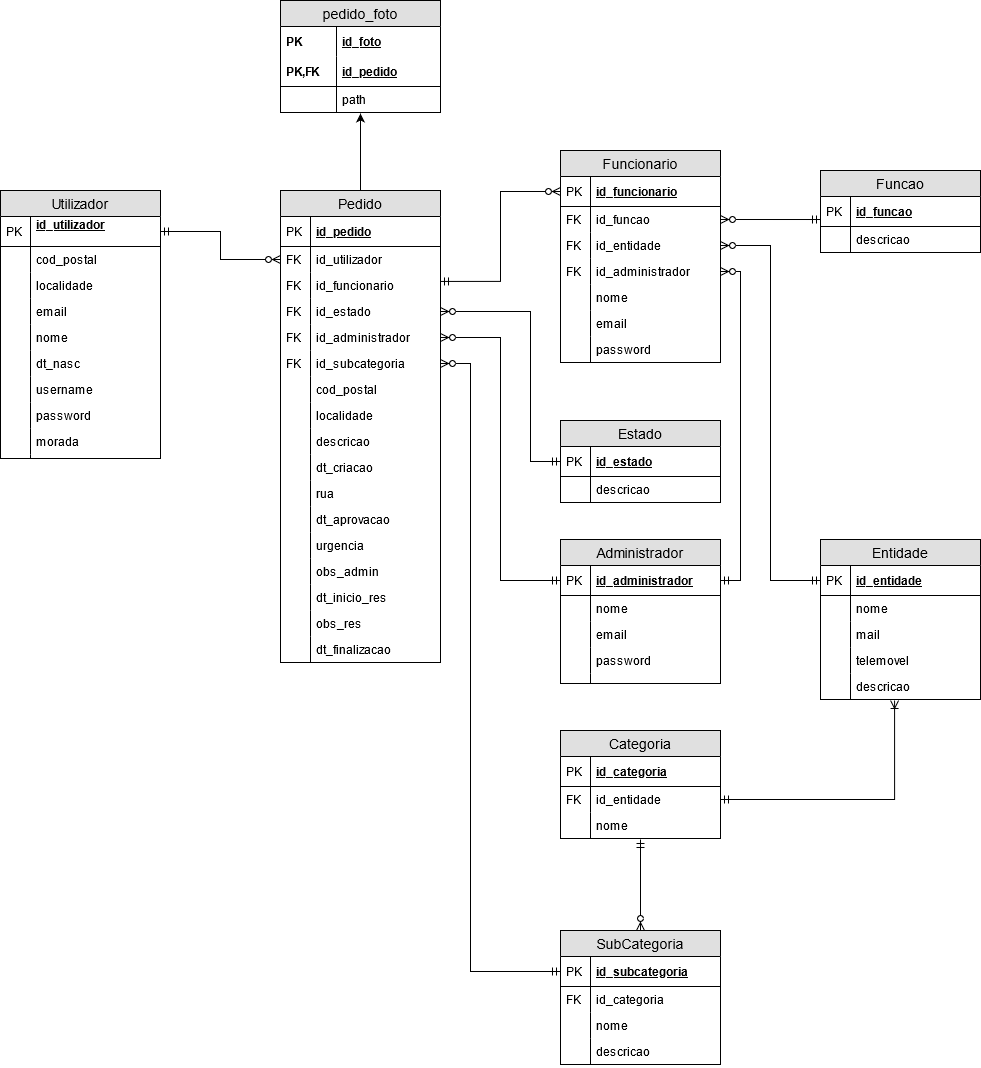 pedido_foto
PK id_foto
PK,FK id_pedido
path
Utilizador
PK id_utilizador
cod_postal
localidade
email
nome
dt_nasc
username
password
morada
Pedido
PK id_pedido
FK id_utilizador
FK id_funcionario
FK id_estado
FK id_administrador
FK id_subcategoria
cod_postal
localidade
descricao
dt_criacao
rua
dt_aprovacao
urgencia
obs_admin
dt_inicio_res
obs_res
dt_finalizacao
Funcionario
PK id_funcionario
FK id_funcao
FK id_entidade
FK id_administrador
nome
email
password
Funcao
PK id_funcao
descricao
Estado
PK id_estado
descricao
Administrador
PK id_administrador
nome
email
password
Entidade
PK id_entidade
nome
mail
telemovel
descricao
Categoria
PK id_categoria
FK id_entidade
nome
SubCategoria
PK id_subcategoria
FK id_categoria
nome
descricao